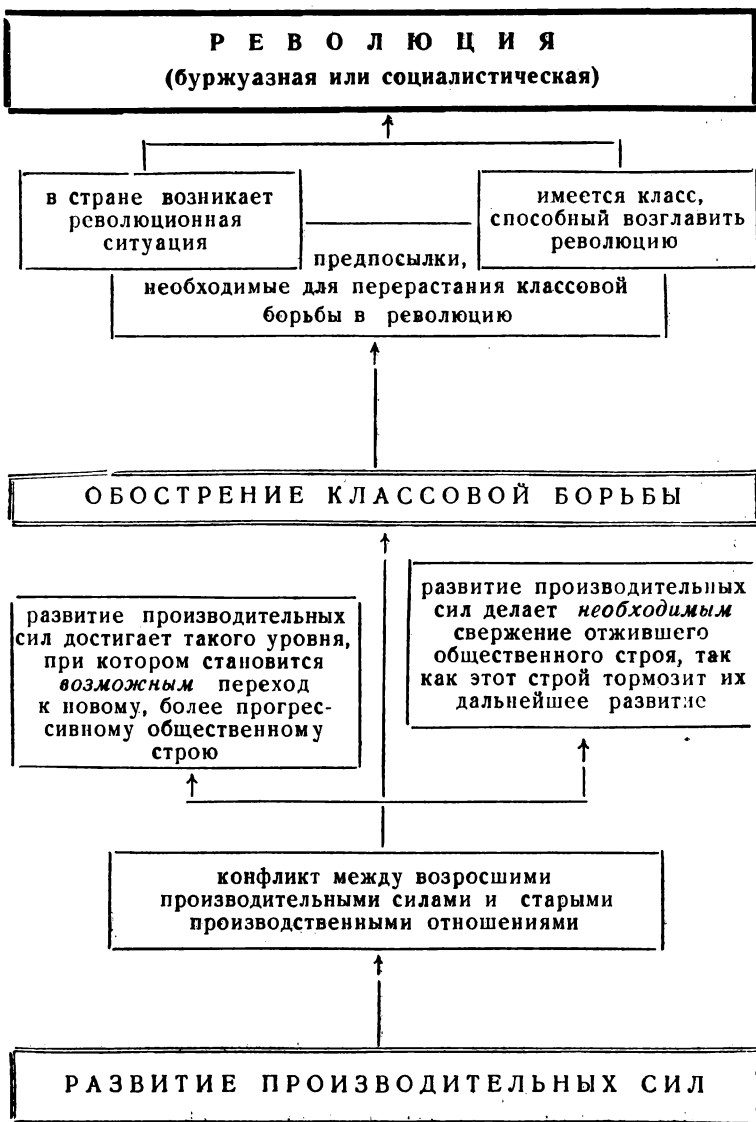 РЕВОЛЮЦИЯ
(буржуазная или социалистическая)
в стране возникает
революционная
ситуация
имеется класс,
способный возглавить
революцию
предпосылки,
необходимые для перерастания классовой
борьбы в революцию
ОБОСТРЕНИЕ КЛАССОВОЙ БОРЬБЫ
развитие производительных
сил достигает такого уровня,
при котором становится
возможным переход
к новому, более прогрес-
сивному общественному
строю
развитие производительных
сил делает необходимым
свержение отжившего
общественного строя, так
как этот строй тормозит их
дальнейшее развитие
конфликт между возросшими
производительными силами и старыми
производственными отношениями
РАЗВИТИЕ ПРОИЗВОДИТЕЛЬНЫХ СИЛ